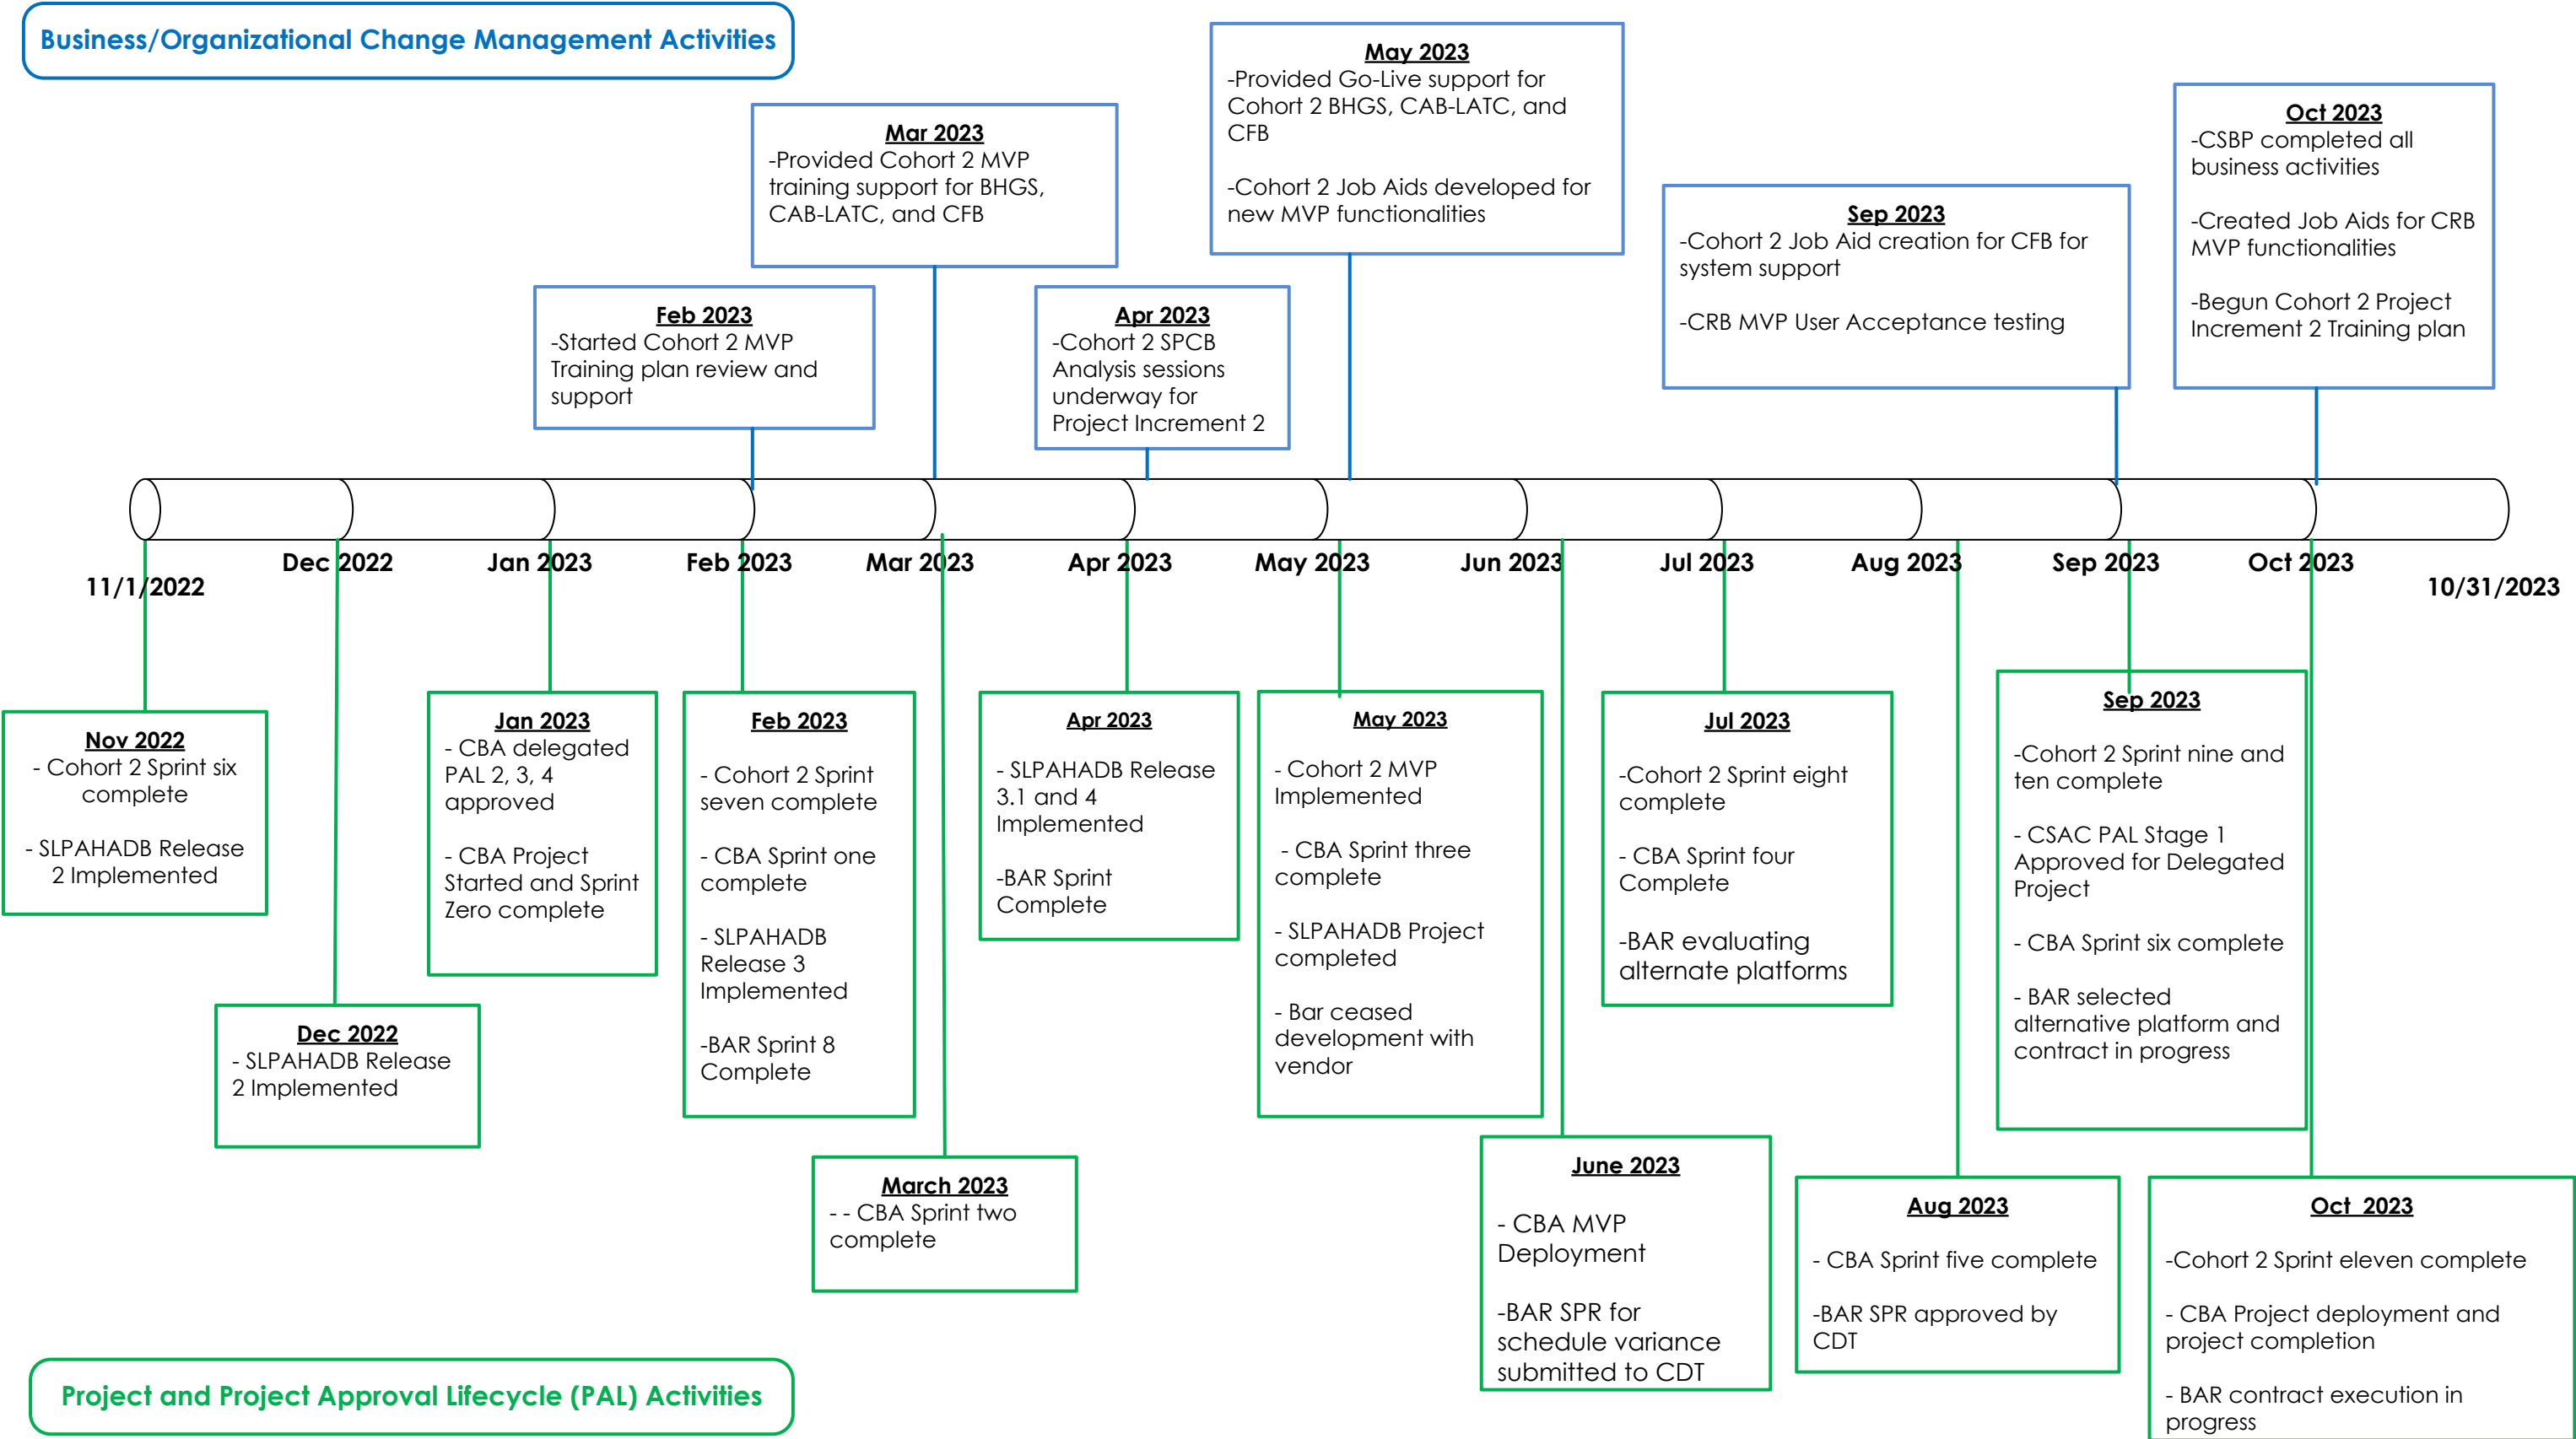 Business/Organizational Change Management Activities
May 2023
-Provided Go-Live support for
Cohort 2 BHGS, CAB-LATC, and
CFB
-Cohort 2 Job Aids developed for
new MVP functionalities
Oct 2023
-CSBP completed all
business activities
-Created Job Aids for CRB
MVP functionalities
-Begun Cohort 2 Project
Increment 2 Training plan
Mar 2023
-Provided Cohort 2 MVP
training support for BHGS,
CAB-LATC, and CFB
Sep 2023
-Cohort 2 Job Aid creation for CFB for
system support
-CRB MVP User Acceptance testing
Feb 2023
-Started Cohort 2 MVP
Training plan review and
support
Apr 2023
-Cohort 2 SPCB
Analysis sessions
underway for
Project Increment 2
11/1/2022
Dec 2022
Jan 2023
Feb 2023
Mar 2023
Apr 2023
May 2023
Jun 2023
Jul 2023
Aug 2023
Sep 2023
Oct 2023
10/31/2023
Nov 2022
- Cohort 2 Sprint six
complete
- SLPAHADB Release
2 Implemented
Dec 2022
- SLPAHADB Release
2 Implemented
Jan 2023
- CBA delegated
PAL 2, 3, 4
approved
- CBA Project
Started and Sprint
Zero complete
Feb 2023
- Cohort 2 Sprint
seven complete
- CBA Sprint one
complete
- SLPAHADB
Release 3
Implemented
-BAR Sprint 8
Complete
March 2023
- - CBA Sprint two
complete
Apr 2023
- SLPAHADB Release
3.1 and 4
Implemented
-BAR Sprint
Complete
May 2023
- Cohort 2 MVP
Implemented
- CBA Sprint three
complete
- SLPAHADB Project
completed
- Bar ceased
development with
vendor
June 2023
- CBA MVP
Deployment
-BAR SPR for
schedule variance
submitted to CDT
Jul 2023
-Cohort 2 Sprint eight
complete
- CBA Sprint four
Complete
-BAR evaluating
alternate platforms
Aug 2023
- CBA Sprint five complete
-BAR SPR approved by
CDT
Sep 2023
-Cohort 2 Sprint nine and
ten complete
- CSAC PAL Stage 1
Approved for Delegated
Project
- CBA Sprint six complete
- BAR selected
alternative platform and
contract in progress
Oct  2023
-Cohort 2 Sprint eleven complete
- CBA Project deployment and
project completion
- BAR contract execution in
progress
Project and Project Approval Lifecycle (PAL) Activities